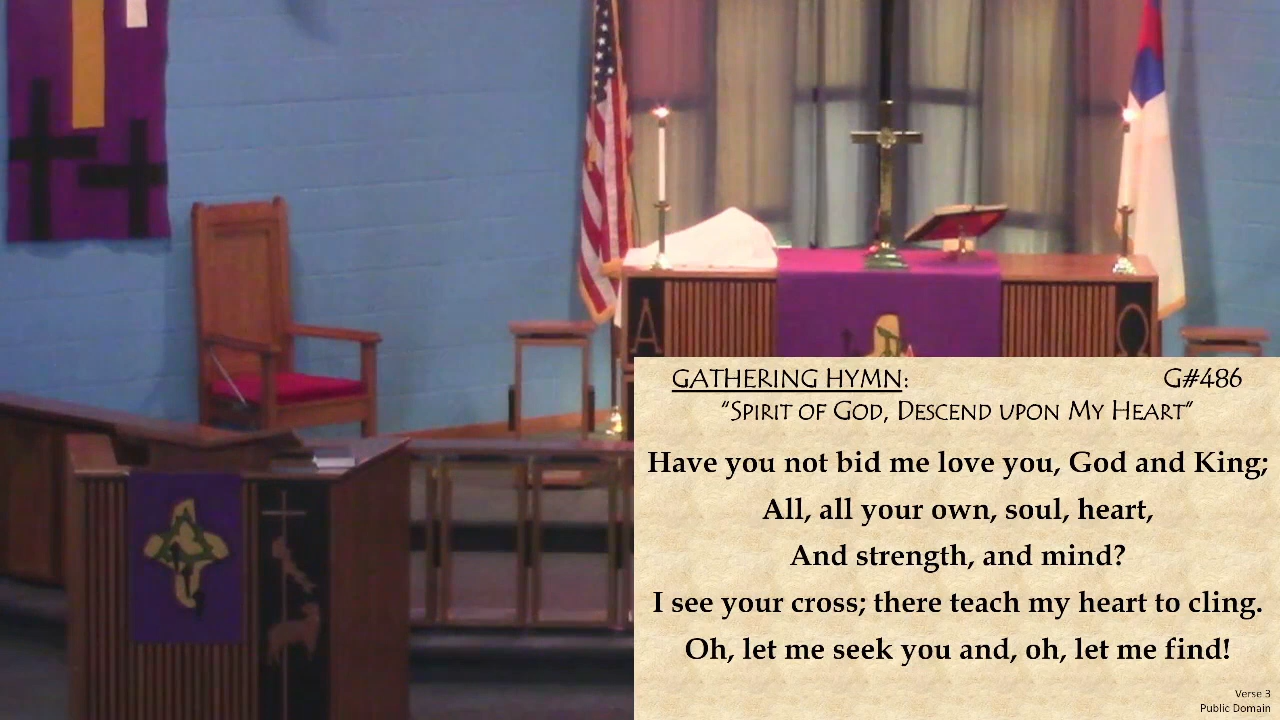 A
Ω
GATHERING HYMN: G#486
"SPIRIT OF GOD, DESCEND UPON MY HEART"
Have you not bid me love you, God and King;
All, all your own, soul, heart,
And strength, and mind?
I see your cross; there teach my heart to cling.
Oh, let me seek you and, oh, let me find!
Verse 3
Public Domain